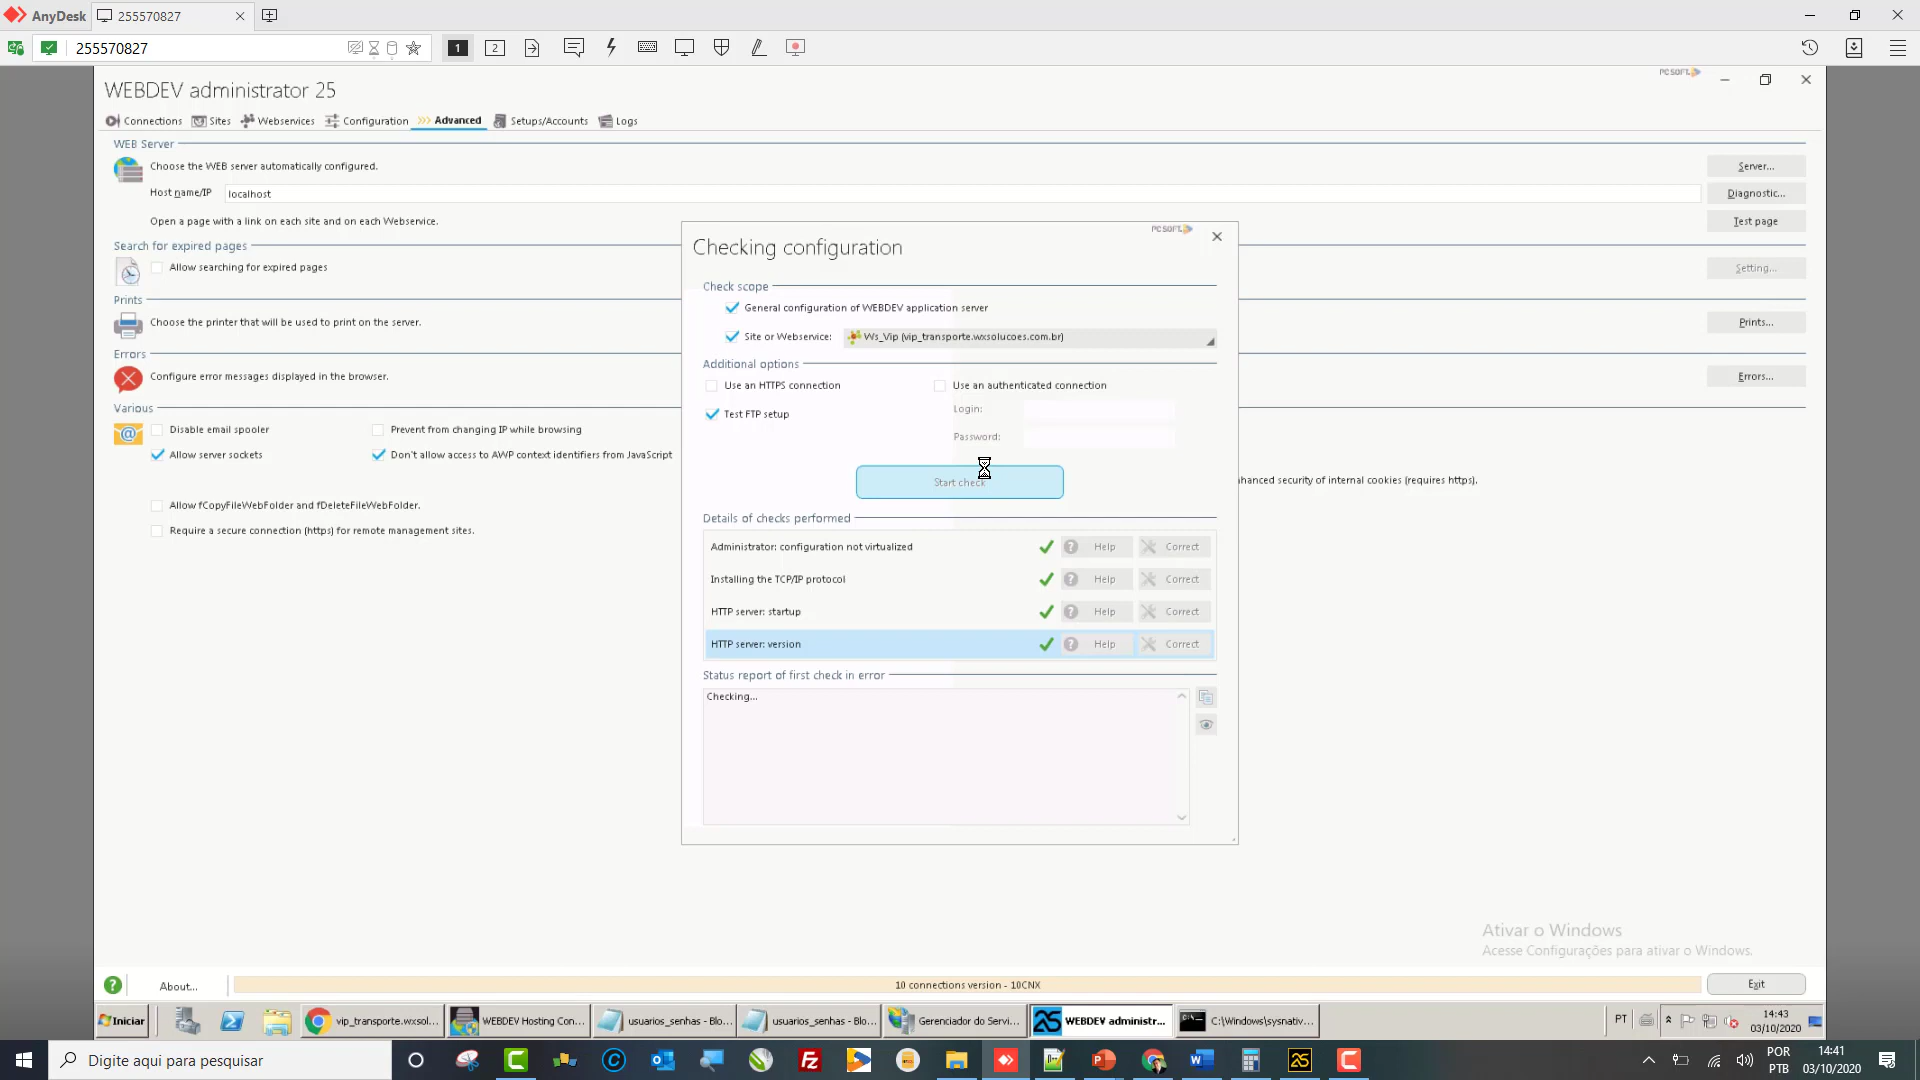 AnyDesk
255570827
255570827
1
2
PC SOFT
WEBDEV administrator 25
Connections
Sites
Webservices
Configuration
Advanced
Setups/Accounts
Logs
WEB Server
Choose the WEB server automatically configured.
Server...
Host name/IP
localhost
Diagnostic...
Open a page with a link on each site and on each Webservice.
Test page
Search for expired pages
Allow searching for expired pages
Setting...
Prints
Choose the printer that will be used to print on the server.
Prints...
Errors
Configure error messages displayed in the browser.
Errors...
Various
Disable email spooler
Prevent from changing IP while browsing
Allow server sockets
Don't allow access to AWP context identifiers from JavaScript
hanced security of internal cookies (requires https).
Allow fCopyFileWebFolder and fDeleteFileWebFolder.
Require a secure connection (https) for remote management sites.
PC SOFT
Checking configuration
Check scope
General configuration of WEBDEV application server
Site or Webservice:
Ws_Vip (vip_transporte.wxsolucoes.com.br)
Additional options
Use an HTTPS connection
Use an authenticated connection
Test FTP setup
Login:
Password:
Start check
Details of checks performed
Administrator: configuration not virtualized
Help
Correct
Installing the TCP/IP protocol
Help
Correct
HTTP server: startup
Help
Correct
HTTP server: version
Help
Correct
Status report of first check in error
Checking...
Ativar o Windows
Acesse Configurações para ativar o Windows.
About...
10 connections version - 10CNX
Exit
Iniciar
vip_transporte.wxsol...
WEBDEV Hosting Con...
usuarios_senhas - Blo...
usuarios_senhas - Blo...
Gerenciador do Servi...
25
WEBDEV administr...
C:\Windows\sysnativ...
PT
14:43
03/10/2020
Digite aqui para pesquisar
POR
PTB
14:41
03/10/2020